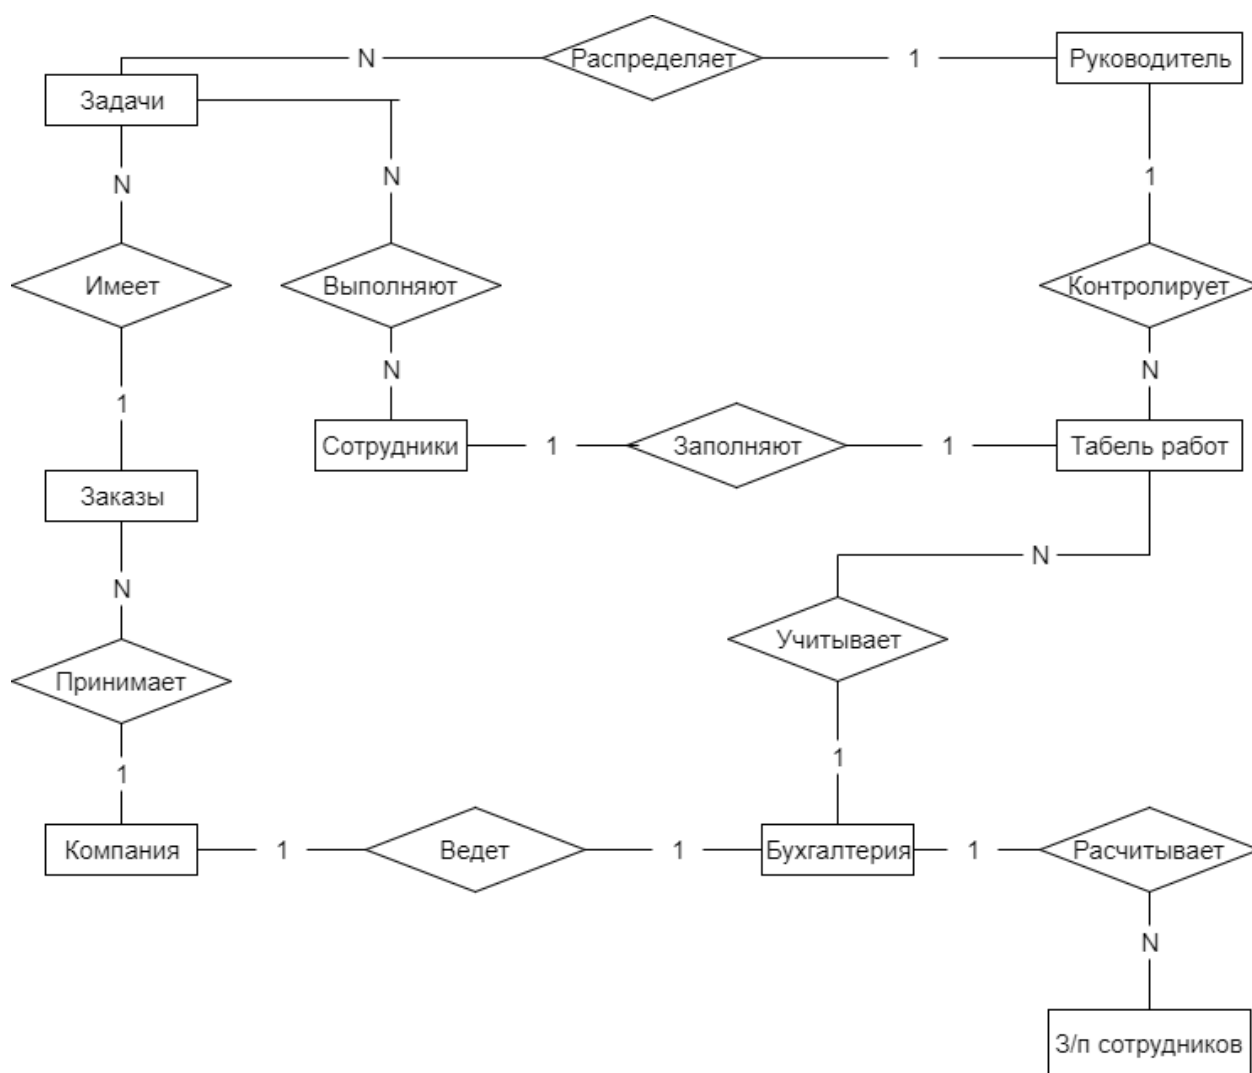 N
Распределяет
1
Руководитель
Задачи
N
N
1
Имеет
Выполняют
Контролирует
N
N
1
Сотрудники
1
Заполняют
1
Табель работ
Заказы
N
N
Учитывает
Принимает
1
1
Компания
1
Ведет
1
Бухгалтерия
1
Расчитывает
N
З/п сотрудников